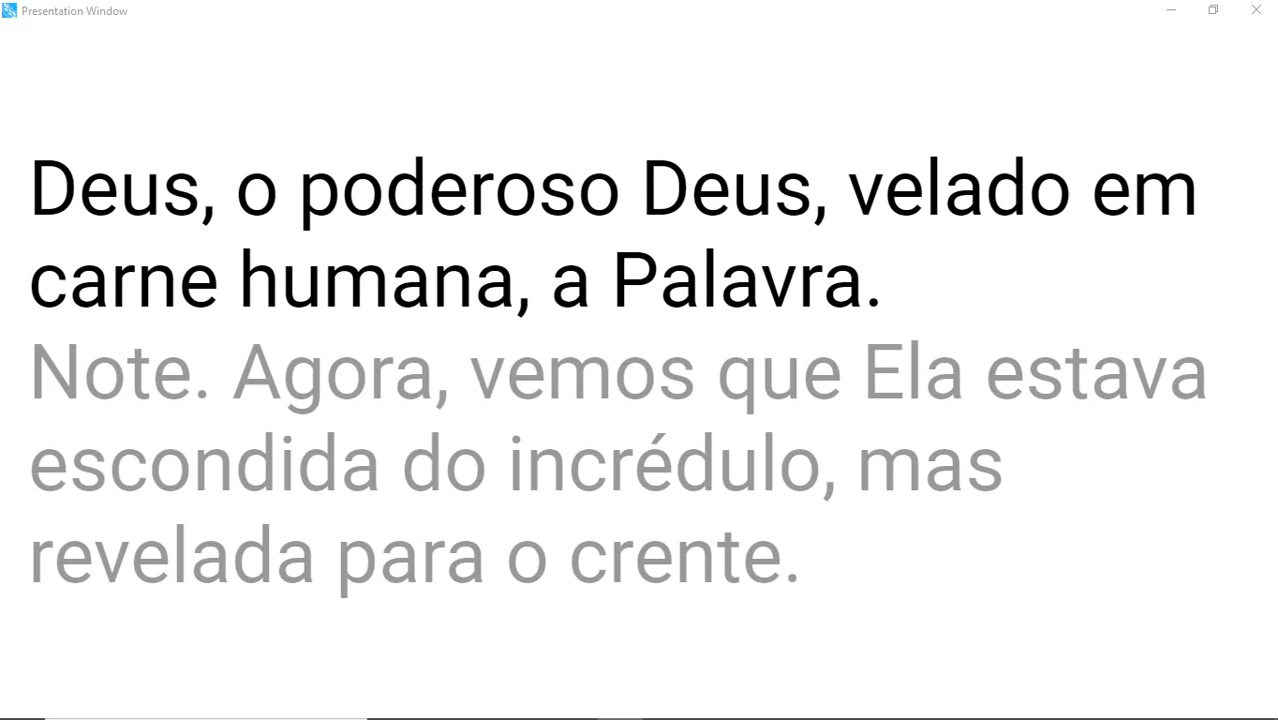 Presentation Window
Deus, o poderoso Deus, velado em
carne humana, a Palavra.
Note. Agora, vemos que Ela estava
escondida do incrédulo, mas
revelada para o crente.